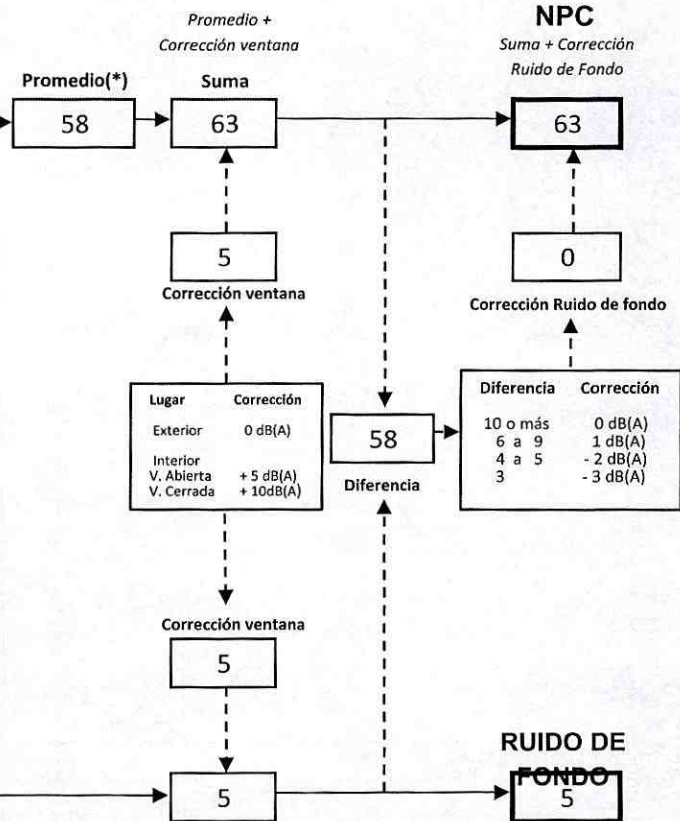 Promedio +
Corrección ventana
NPC
Suma + Corrección
Ruido de Fondo
Promedio(*)
Suma
58
63
63
5
0
Corrección ventana
Corrección Ruido de fondo
Lugar Corrección
Exterior 0 dB(A)
Interior
V. Abierta + 5 dB(A)
V. Cerrada + 10dB(A)
58
Diferencia
Diferencia Corrección
10 o más 0 dB(A)
6 a 9 1 dB(A)
4 a 5 - 2 dB(A)
3 - 3 dB(A)
Corrección ventana
5
RUIDO DE
FONDO
5
5